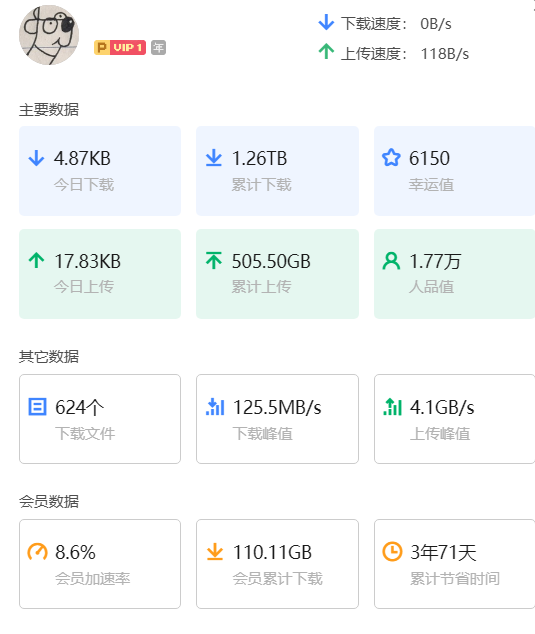 下载速度： 0B/s
P VIP 1 年
上传速度： 118B/s
主要数据
4.87KB 1.26TB 6150
今日下载 累计下载 幸运值
17.83KB 505.50GB 1.77万
今日上传 累计上传 人品值
其它数据
624个 125.5MB/s 4.1GB/s
下载文件 下载峰值 上传峰值
会员数据
8.6% 110.11GB 3年71天
会员加速率 会员累计下载 累计节省时间